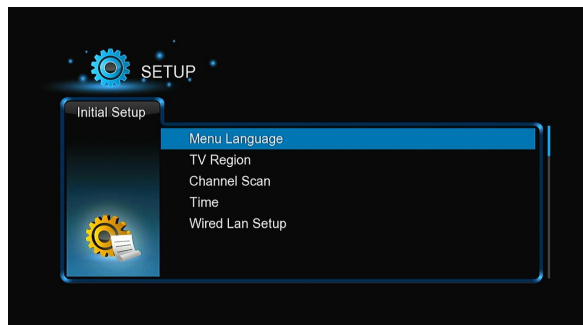 SETUP
Initial Setup
Menu Language
TV Region
Channel Scan
Time
Wired Lan Setup